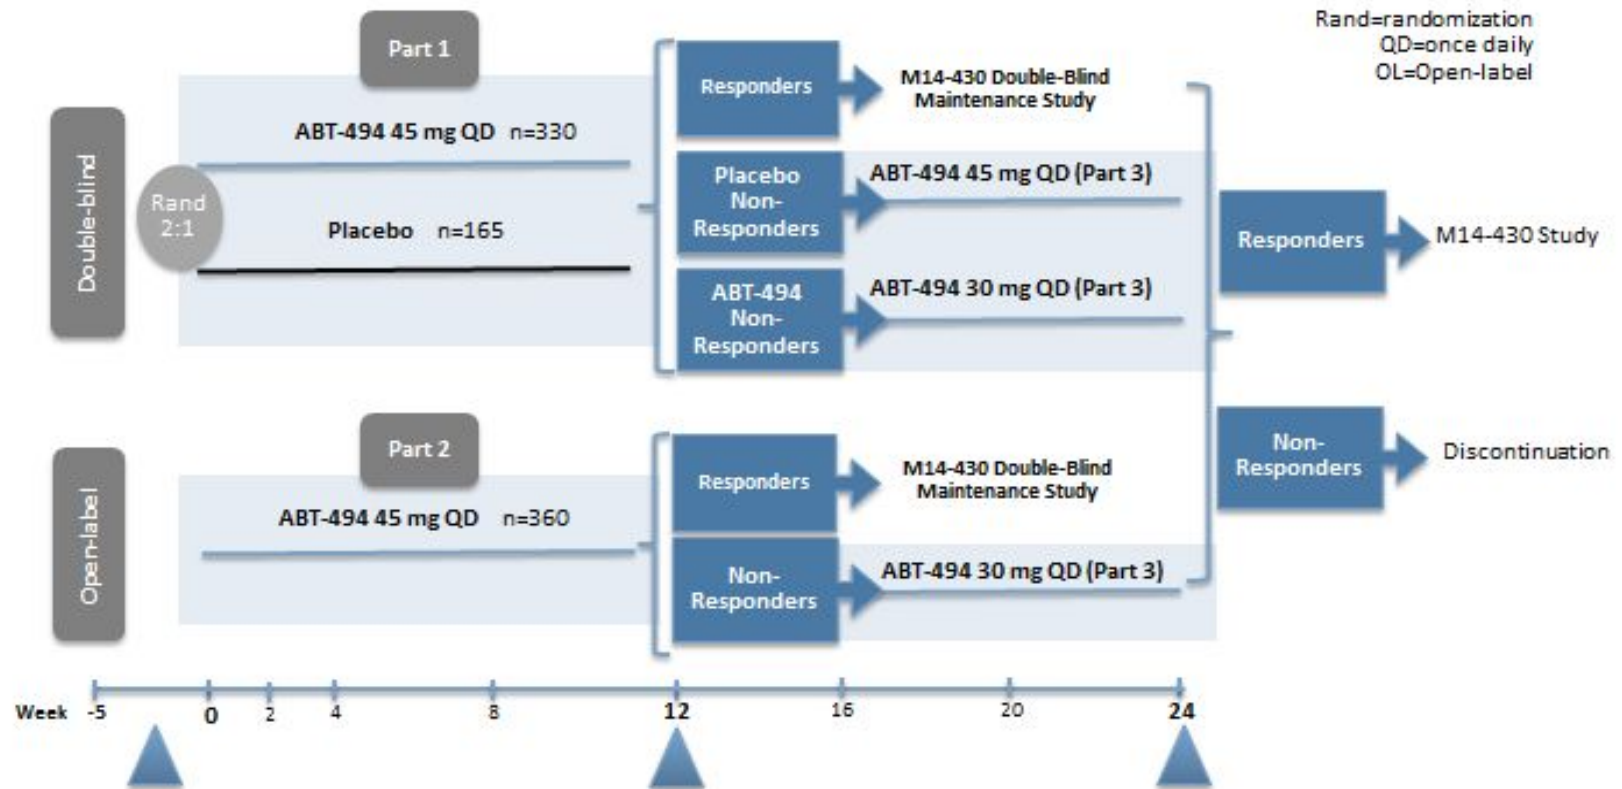 Rand=randomization
QD=once daily
OL=Open-label
Part 1
Double-blind
Rand
2:1
ABT-494 45 mg QD n=330
Placebo n=165
Responders
M14-430 Double-Blind
Maintenance Study
Placebo
Non-
Responders
ABT-494 45 mg QD (Part 3)
ABT-494
Non-
Responders
ABT-494 30 mg QD (Part 3)
Responders
M14-430 Study
Non-
Responders
Discontinuation
Part 2
Open-label
ABT-494 45 mg QD n=360
Responders
M14-430 Double-Blind
Maintenance Study
Non-
Responders
ABT-494 30 mg QD (Part 3)
Week -5 0 2 4 8 12 16 20 24